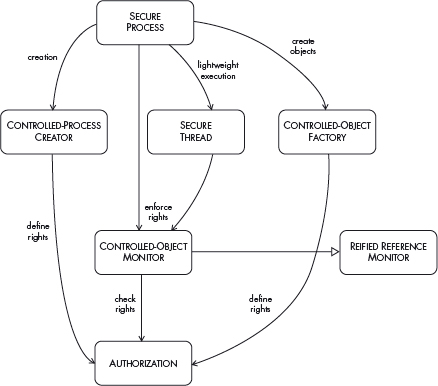 SECURE
PROCESS
creation
lightweight
execution
create
objects
CONTROLLED-PROCESS
CREATOR
SECURE
THREAD
CONTROLLED-OBJECT
FACTORY
define
rights
enforce
rights
CONTROLLED-OBJECT
MONITOR
REIFIED REFERENCE
MONITOR
check
rights
define
rights
AUTHORIZATION